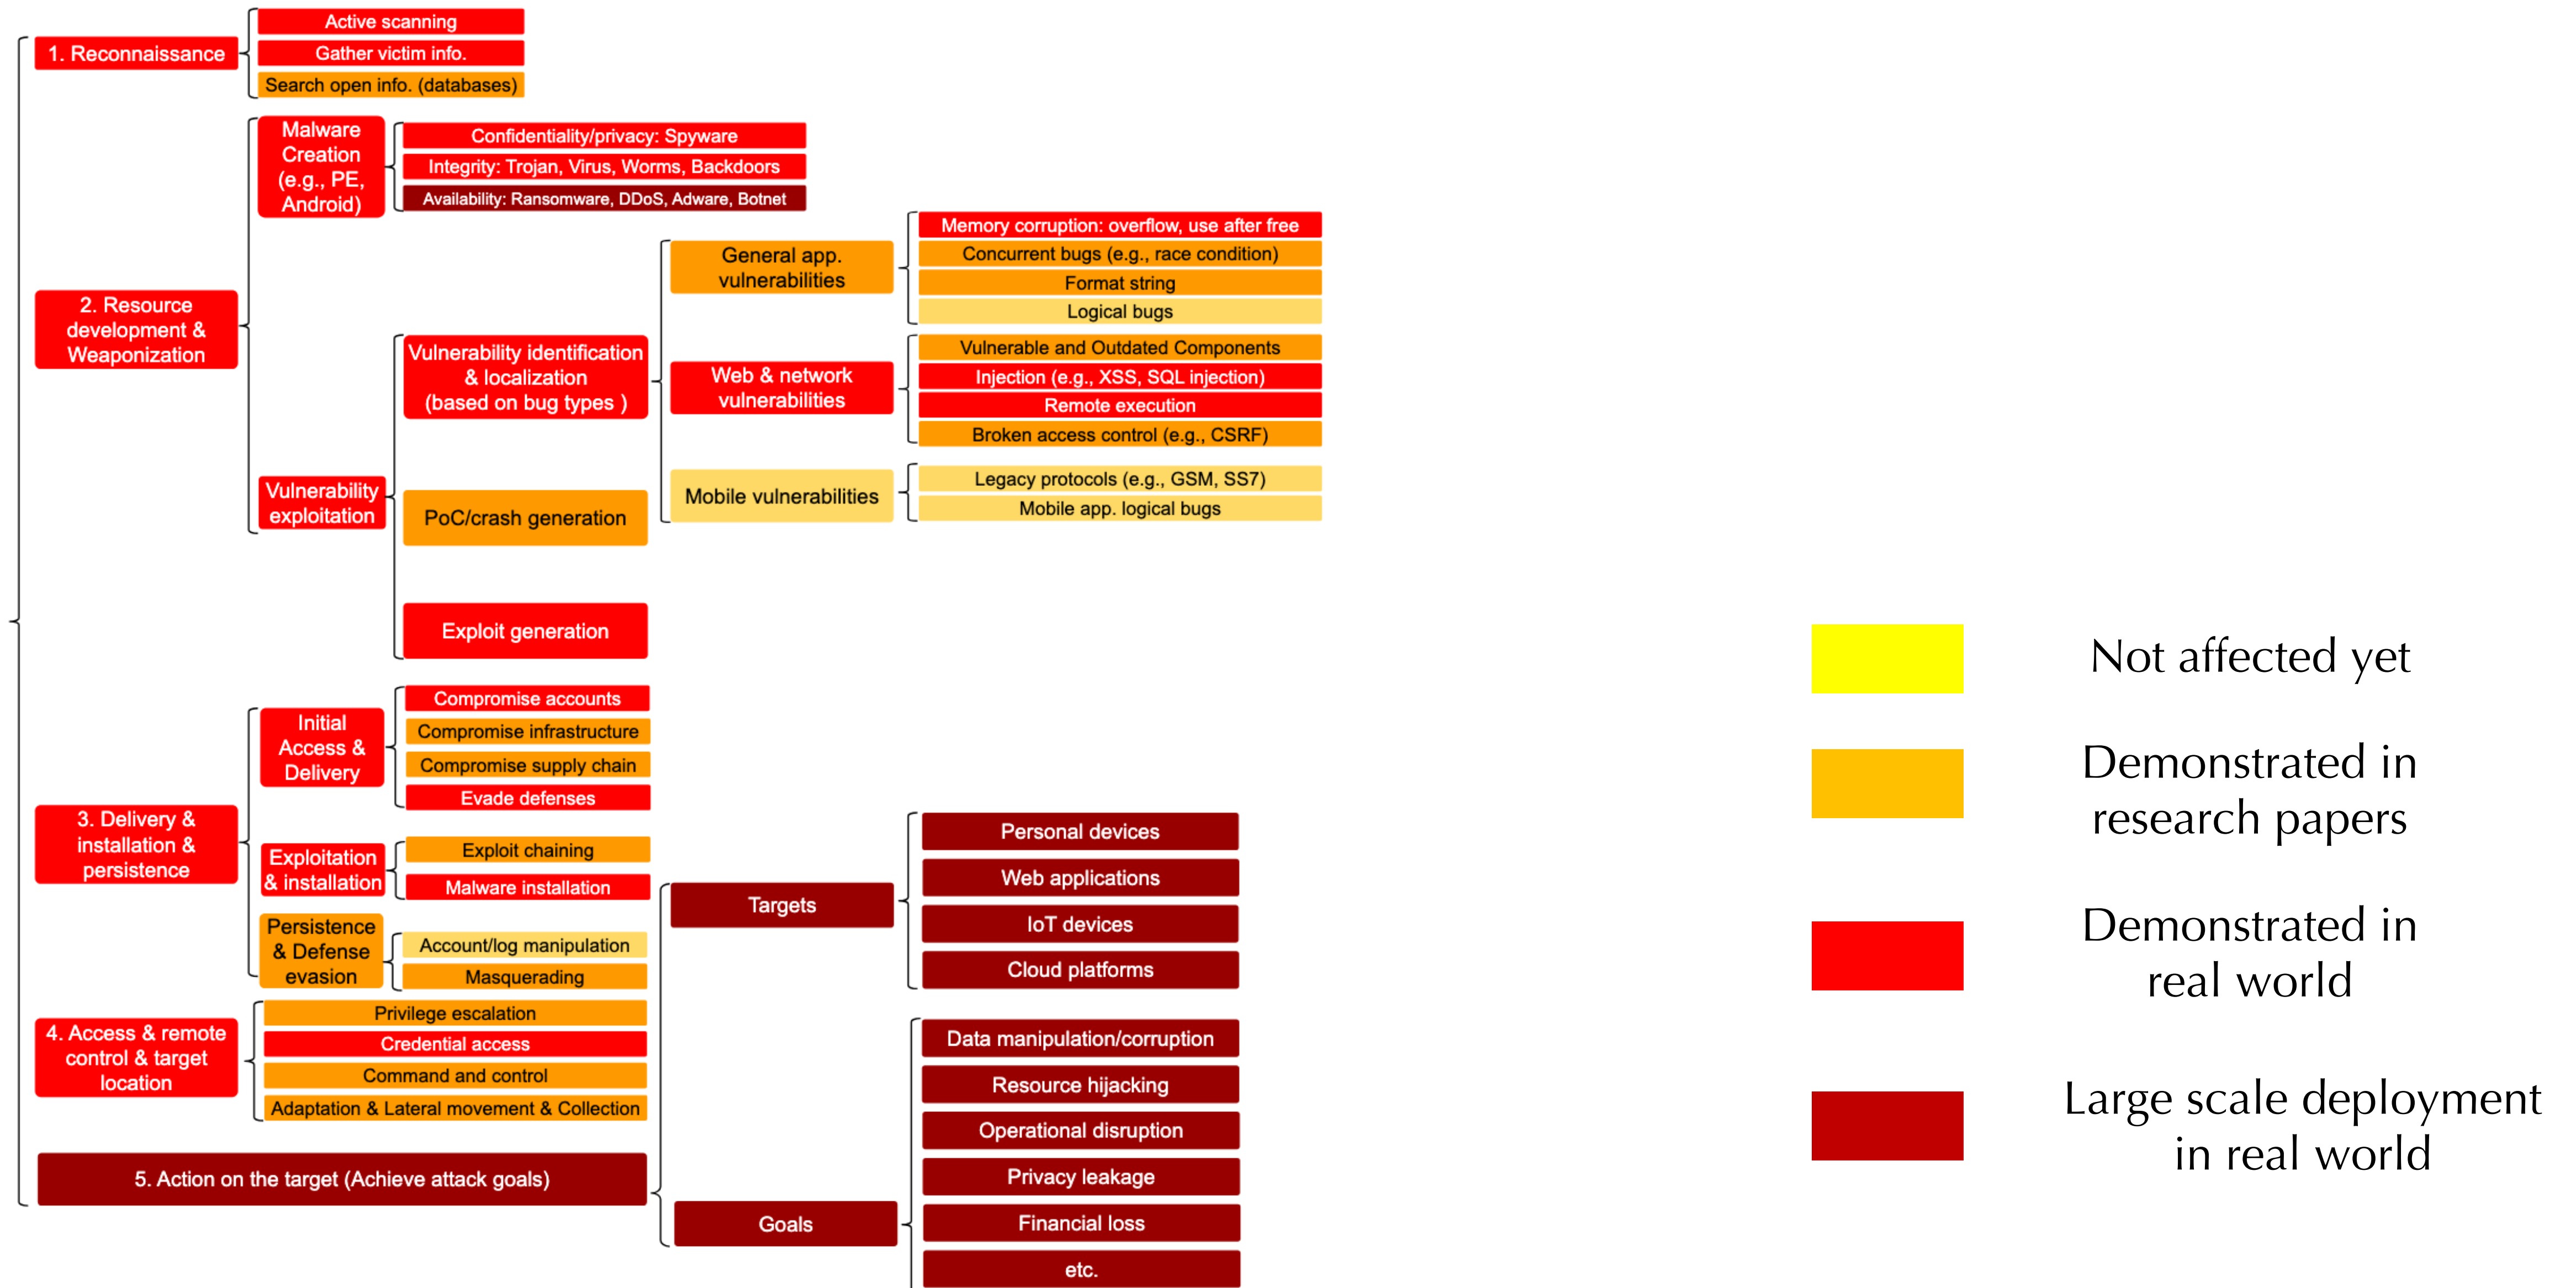 1. Reconnaissance
Active scanning
Gather victim info.
Search open info. (databases)
2. Resource
development &
Weaponization
Malware
Creation
(e.g., PE,
Android)
Confidentiality/privacy: Spyware
Integrity: Trojan, Virus, Worms, Backdoors
Availability: Ransomware, DDoS, Adware, Botnet
Vulnerability
exploitation
Vulnerability identification
& localization
(based on bug types )
General app.
vulnerabilities
Memory corruption: overflow, use after free
Concurrent bugs (e.g., race condition)
Format string
Logical bugs
Web & network
vulnerabilities
Vulnerable and Outdated Components
Injection (e.g., XSS, SQL injection)
Remote execution
Broken access control (e.g., CSRF)
Mobile vulnerabilities
Legacy protocols (e.g., GSM, SS7)
Mobile app. logical bugs
PoC/crash generation
Exploit generation
3. Delivery &
installation &
persistence
Initial
Access &
Delivery
Compromise accounts
Compromise infrastructure
Compromise supply chain
Evade defenses
Exploitation
& installation
Exploit chaining
Malware installation
Persistence
& Defense
evasion
Account/log manipulation
Masquerading
4. Access & remote
control & target
location
Privilege escalation
Credential access
Command and control
Adaptation & Lateral movement & Collection
5. Action on the target (Achieve attack goals)
Targets
Personal devices
Web applications
IoT devices
Cloud platforms
Goals
Data manipulation/corruption
Resource hijacking
Operational disruption
Privacy leakage
Financial loss
etc.
Not affected yet
Demonstrated in
research papers
Demonstrated in
real world
Large scale deployment
in real world